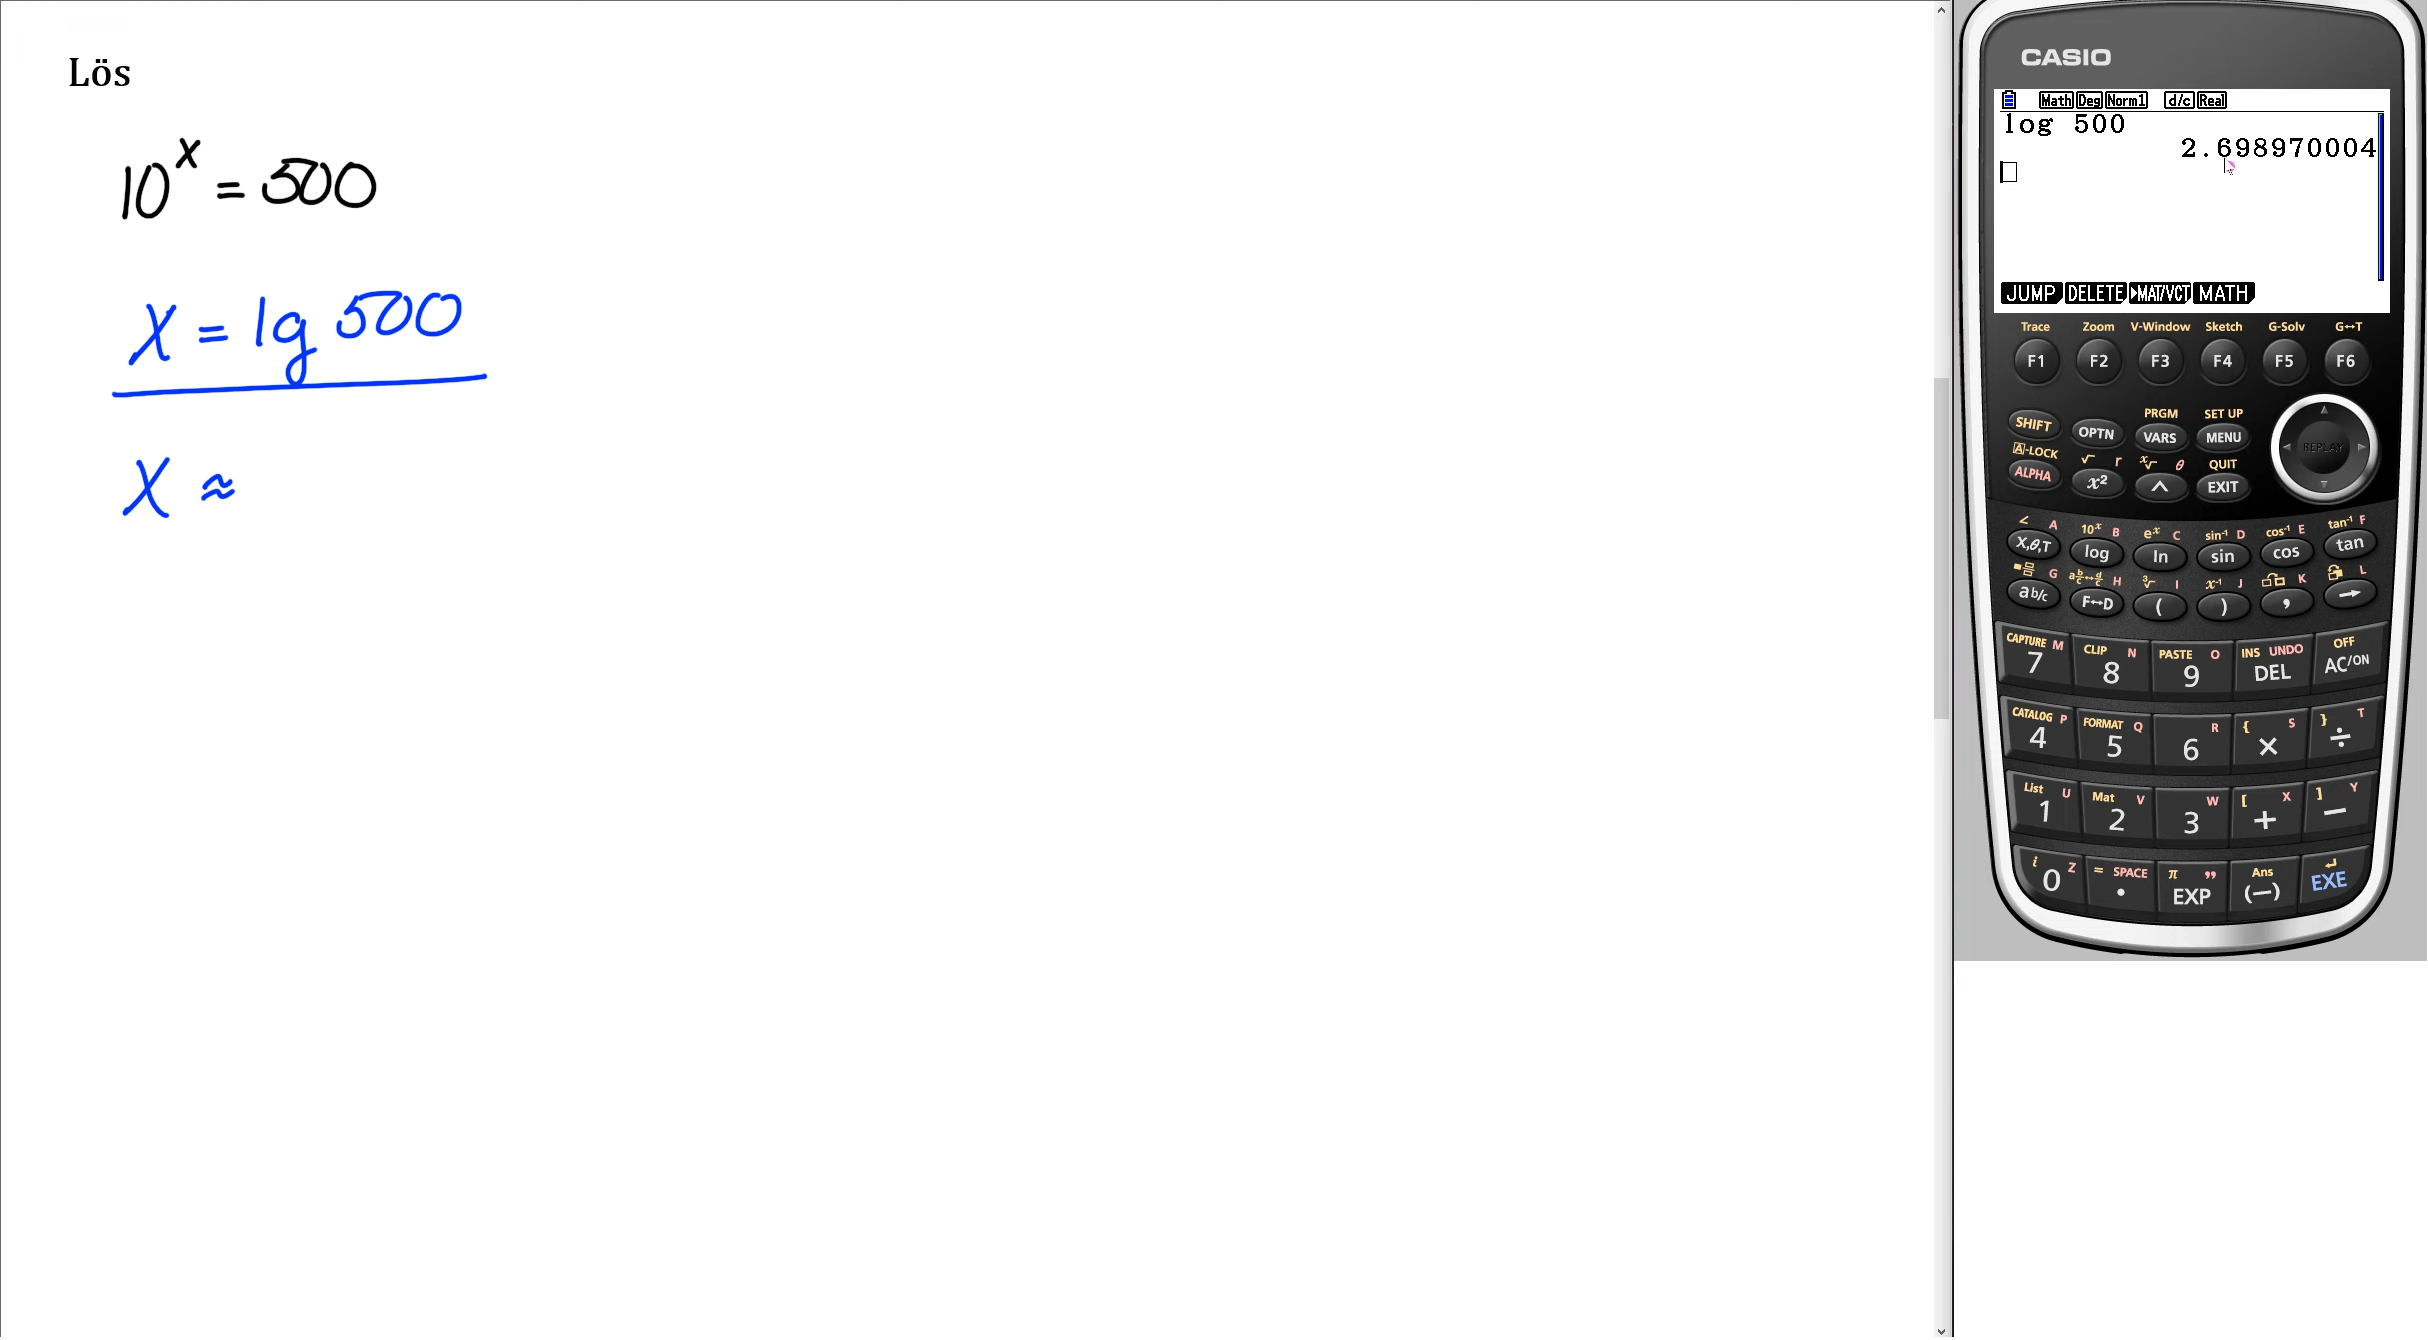 Lös
10^x = 500
x = lg 500
x ≈
CASIO
Math Deg Norm1 d/c Real
log 500
2.698970004
JUMP DELETE ▶MAT/VCT MATH
Trace Zoom V-Window Sketch G-Solv G↔T
F1 F2 F3 F4 F5 F6
PRGM SET UP
SHIFT OPTN VARS MENU
A-LOCK √ r ˣ√ θ QUIT
ALPHA x² ^ EXIT
REPLAY
∠ A 10ˣ B eˣ C sin⁻¹ D cos⁻¹ E tan⁻¹ F
X,θ,T log ln sin cos tan
G a b/c↔d/c H ³√ I x⁻¹ J K L
a b/c F↔D ( ) , →
CAPTURE M CLIP N PASTE O INS UNDO OFF
7 8 9 DEL AC/ON
CATALOG P FORMAT Q R { S } T
4 5 6 × ÷
List U Mat V W [ X ] Y
1 2 3 + −
i Z = SPACE π " Ans ↵
0 . EXP (−) EXE